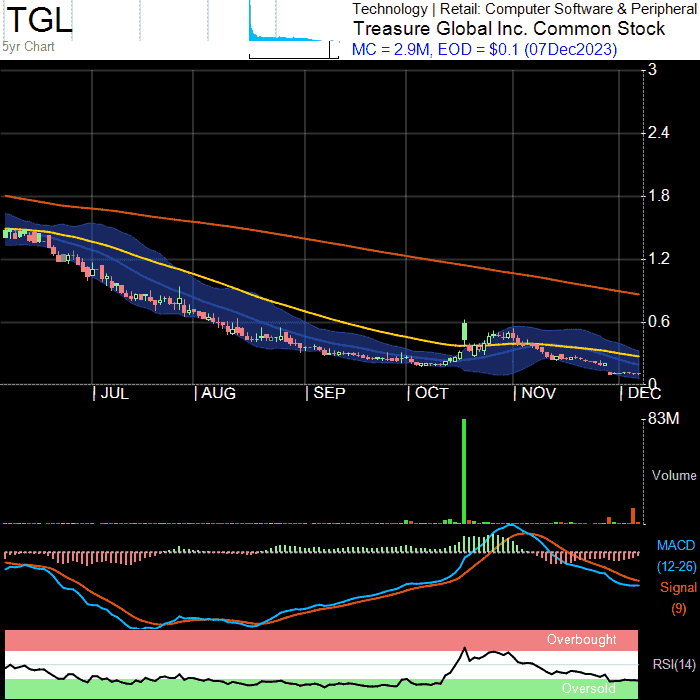 TGL
5yr Chart
Technology | Retail: Computer Software & Peripheral
Treasure Global Inc. Common Stock
MC = 2.9M, EOD = $0.1 (07Dec2023)
3
2.4
1.8
1.2
0.6
0
JUL
AUG
SEP
OCT
NOV
DEC
83M
Volume
MACD
(12-26)
Signal
(9)
Overbought
RSI(14)
Oversold